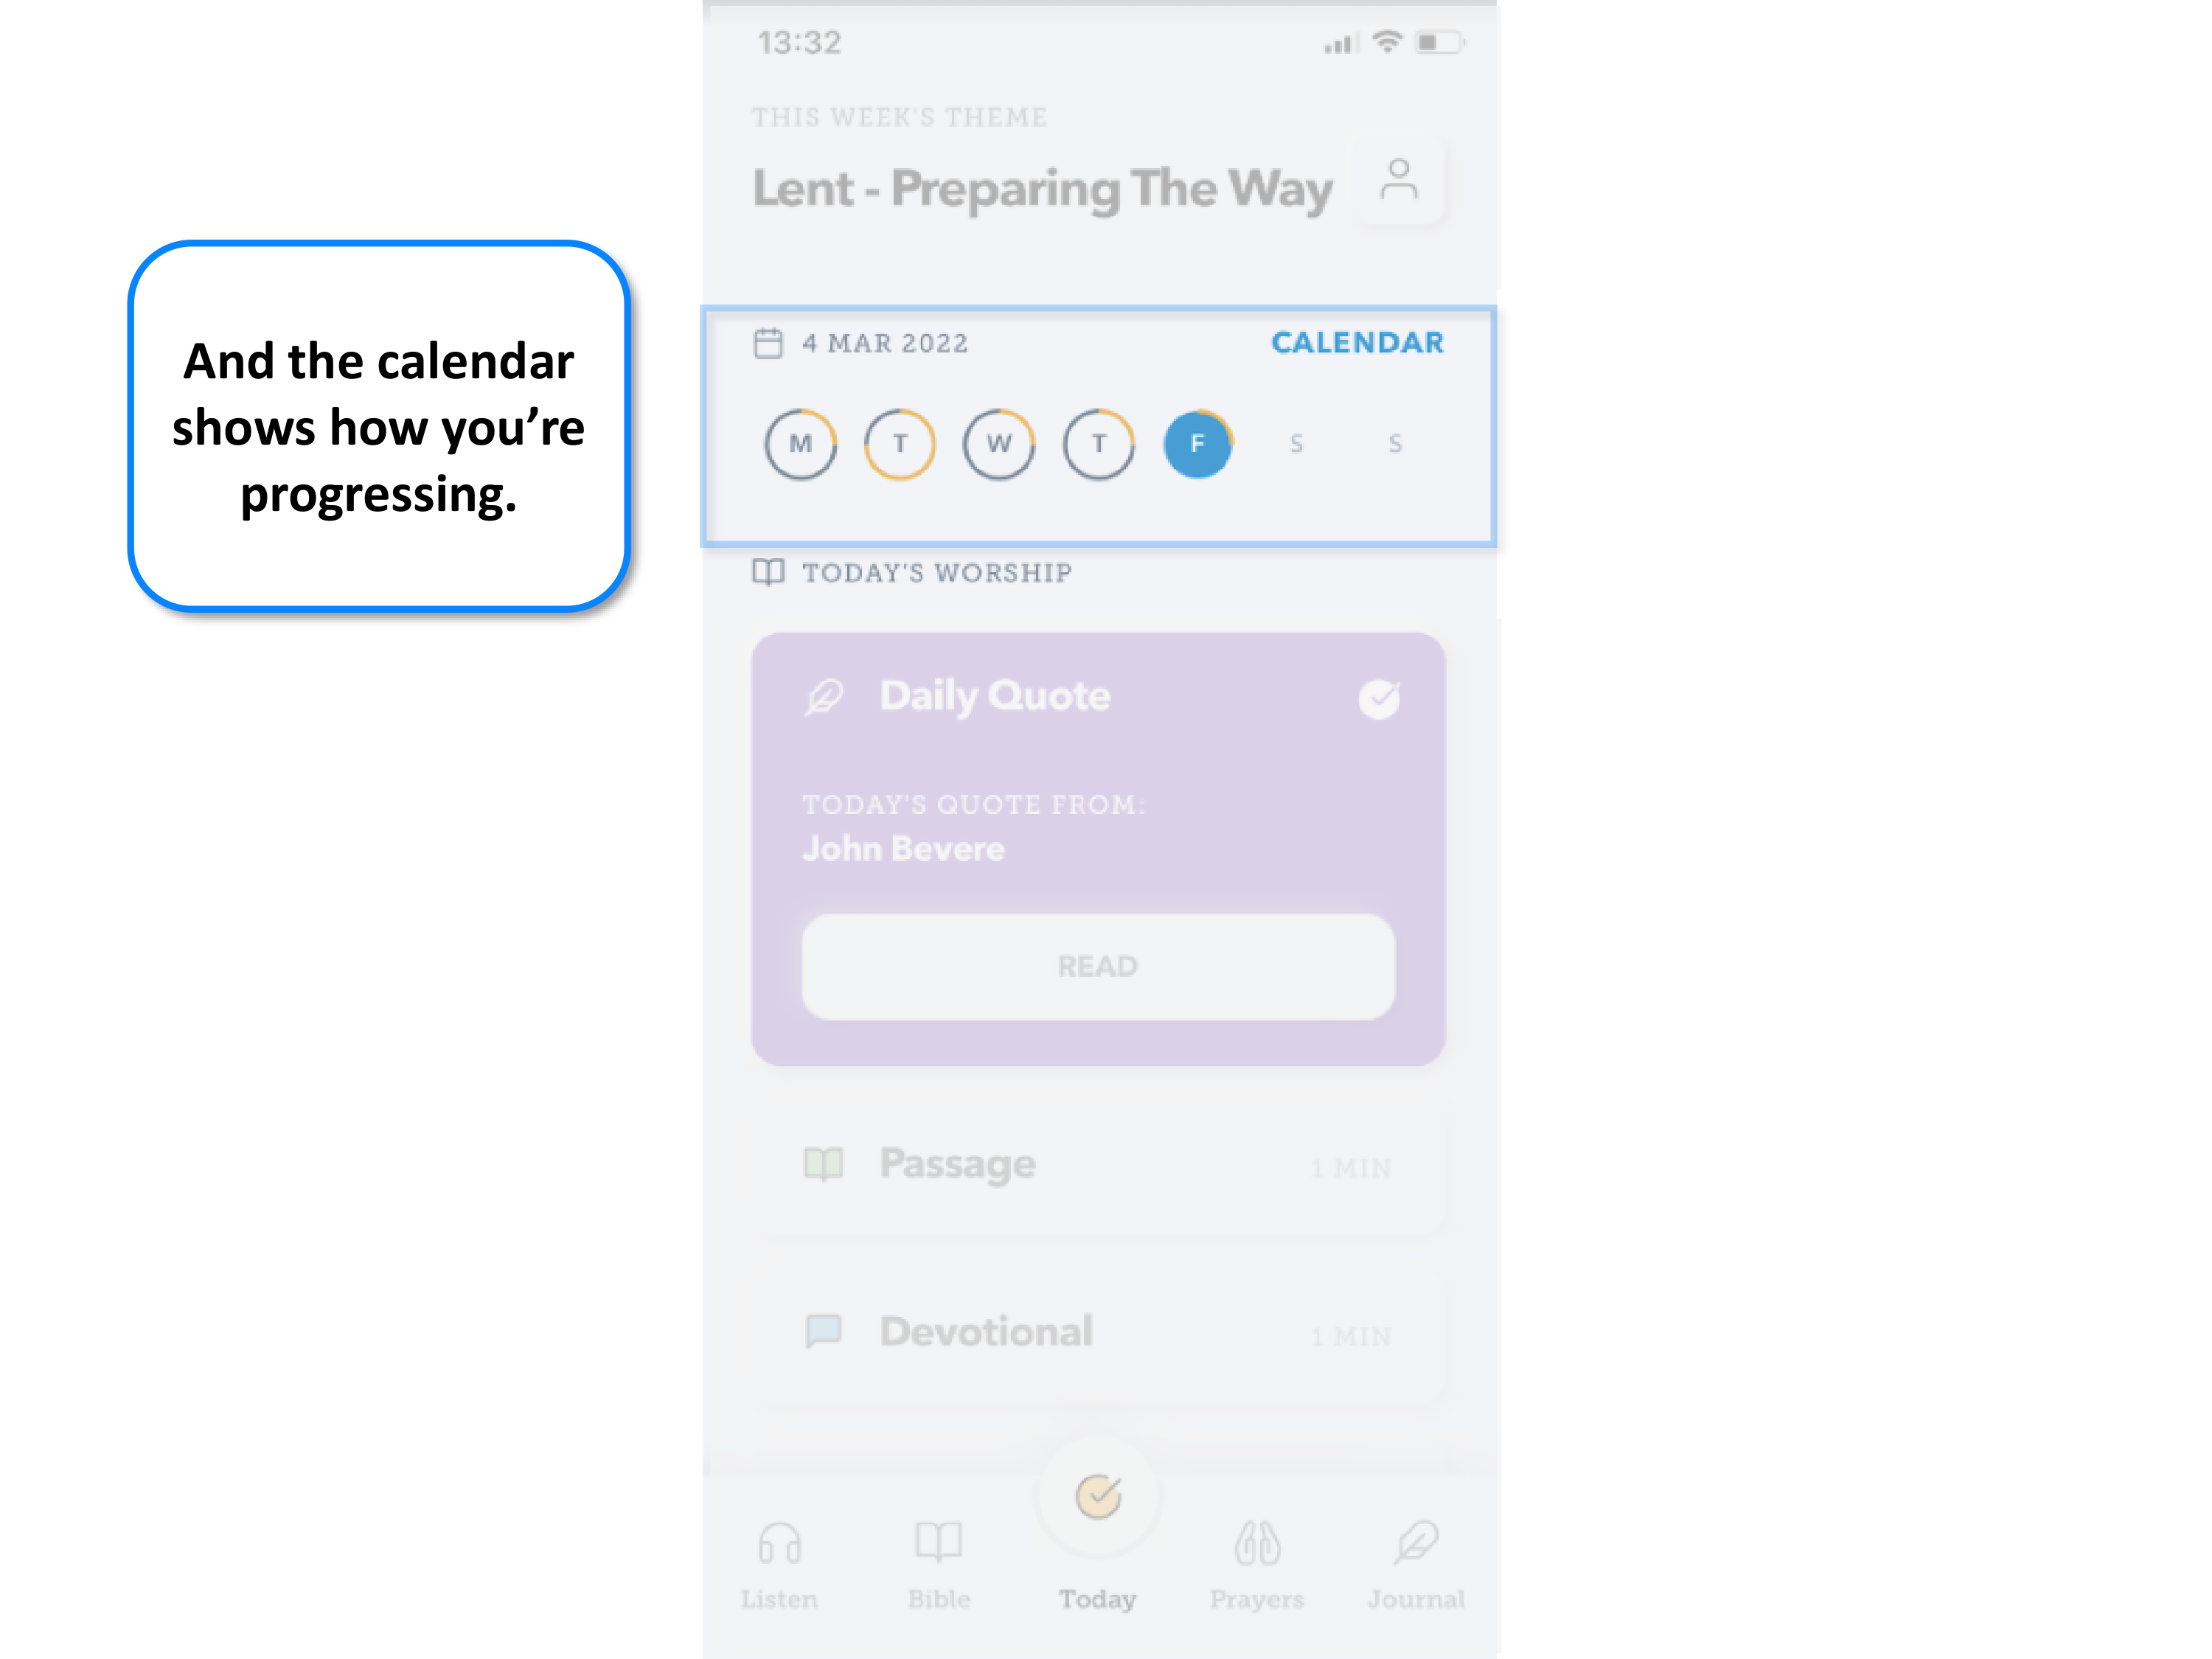 And the calendar
shows how you’re
progressing.
13:32
THIS WEEK'S THEME
Lent - Preparing The Way
4 MAR 2022 CALENDAR
M T W T F S S
TODAY'S WORSHIP
Daily Quote
TODAY'S QUOTE FROM:
John Bevere
READ
Passage 1 MIN
Devotional 1 MIN
Listen Bible Today Prayers Journal